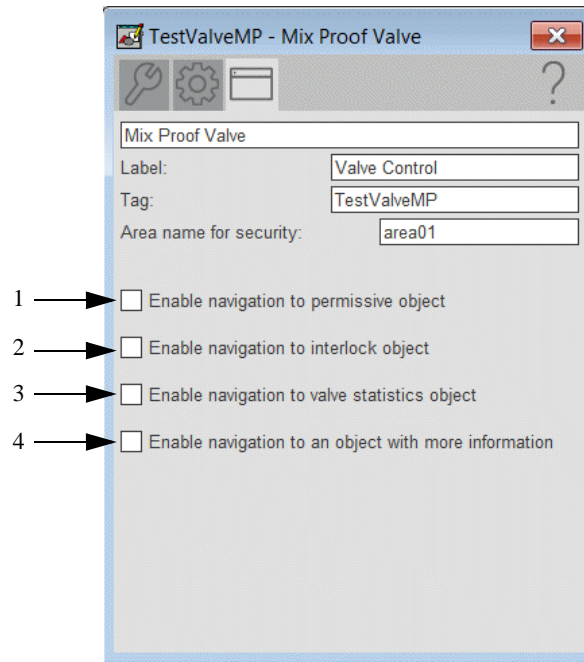 TestValveMP - Mix Proof Valve
?
Mix Proof Valve
Label: Valve Control
Tag: TestValveMP
Area name for security: area01
1 Enable navigation to permissive object
2 Enable navigation to interlock object
3 Enable navigation to valve statistics object
4 Enable navigation to an object with more information